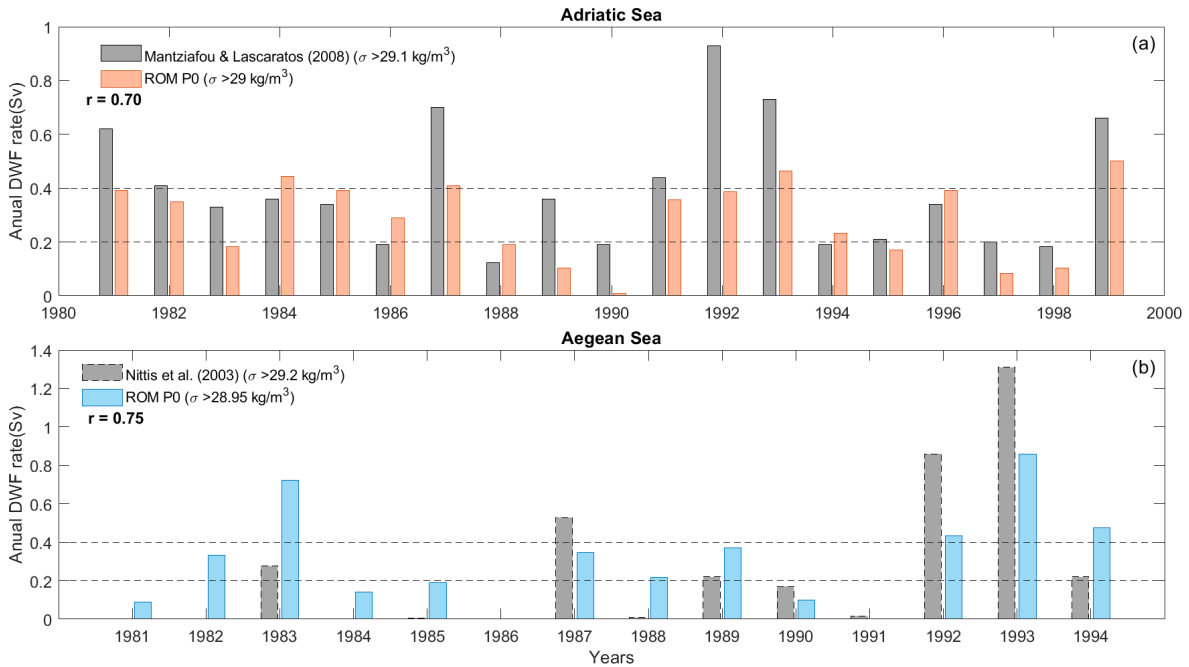 Adriatic Sea
(a)
Mantziafou & Lascaratos (2008) (σ >29.1 kg/m³)
ROM P0 (σ >29 kg/m³)
r = 0.70
Anual DWF rate(Sv)
1
0.8
0.6
0.4
0.2
0
1980 1982 1984 1986 1988 1990 1992 1994 1996 1998 2000
Aegean Sea
(b)
Nittis et al. (2003) (σ >29.2 kg/m³)
ROM P0 (σ >28.95 kg/m³)
r = 0.75
Anual DWF rate(Sv)
1.4
1.2
1
0.8
0.6
0.4
0.2
0
1981 1982 1983 1984 1985 1986 1987 1988 1989 1990 1991 1992 1993 1994
Years